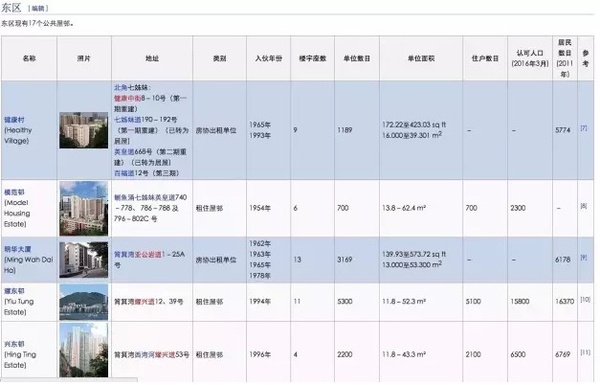 东区 [编辑]
东区现有17个公共屋邨。
名称 照片 地址 类别 入伙年份 楼宇座数 单位数目 单位面积 住户数目 认可人口 (2016年3月) 居民数目 (2011年) 参考
健康村
(Healthy Village)
北角七姊妹:
健康中街8－10号（第一期重建）
七姊妹道190－192号（第一期重建）（已转为居屋）
英皇道668号（第二期重建）（已转为居屋）
百福道12号（第三期）
房协出租单位
1965年
1993年
9
1189
172.22至423.03 sq ft
16.000至39.301 m²
–
–
5774
[7]
模范邨
(Model Housing Estate)
鲗鱼涌七姊妹英皇道740－778、786－788 及 796－802C 号
租住屋邨
1954年
6
700
13.8－62.4 m²
700
2300
–
[8]
明华大厦
(Ming Wah Dai Ha)
筲箕湾亚公岩道1－25A号
房协出租单位
1962年
1963年
1965年
1978年
13
3169
139.93至573.72 sq ft
13.000至53.300 m²
–
–
6178
[9]
耀东邨
(Yiu Tung Estate)
筲箕湾耀兴道12、39号
租住屋邨
1994年
11
5300
11.8－52.3 m²
5100
15800
16370
[10]
兴东邨
(Hing Ting Estate)
筲箕湾西湾河耀兴道55号
租住屋邨
1996年
4
2200
11.8－43.3 m²
2100
6500
6769
[11]